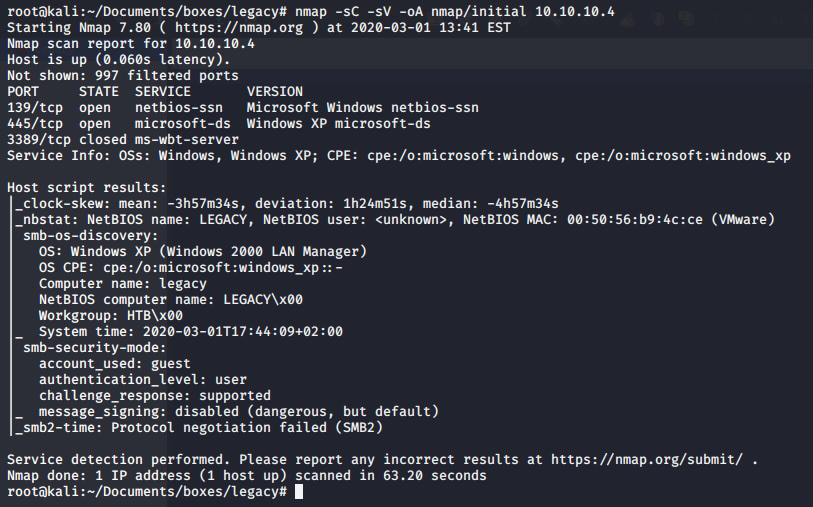 root@kali:~/Documents/boxes/legacy# nmap -sC -sV -oA nmap/initial 10.10.10.4
Starting Nmap 7.80 ( https://nmap.org ) at 2020-03-01 13:41 EST
Nmap scan report for 10.10.10.4
Host is up (0.060s latency).
Not shown: 997 filtered ports
PORT     STATE  SERVICE       VERSION
139/tcp  open   netbios-ssn   Microsoft Windows netbios-ssn
445/tcp  open   microsoft-ds  Windows XP microsoft-ds
3389/tcp closed ms-wbt-server
Service Info: OSs: Windows, Windows XP; CPE: cpe:/o:microsoft:windows, cpe:/o:microsoft:windows_xp
Host script results:
|_clock-skew: mean: -3h57m34s, deviation: 1h24m51s, median: -4h57m34s
|_nbstat: NetBIOS name: LEGACY, NetBIOS user: <unknown>, NetBIOS MAC: 00:50:56:b9:4c:ce (VMware)
| smb-os-discovery:
|   OS: Windows XP (Windows 2000 LAN Manager)
|   OS CPE: cpe:/o:microsoft:windows_xp::-
|   Computer name: legacy
|   NetBIOS computer name: LEGACY\x00
|   Workgroup: HTB\x00
|_  System time: 2020-03-01T17:44:09+02:00
| smb-security-mode:
|   account_used: guest
|   authentication_level: user
|   challenge_response: supported
|_  message_signing: disabled (dangerous, but default)
|_smb2-time: Protocol negotiation failed (SMB2)
Service detection performed. Please report any incorrect results at https://nmap.org/submit/ .
Nmap done: 1 IP address (1 host up) scanned in 63.20 seconds
root@kali:~/Documents/boxes/legacy#